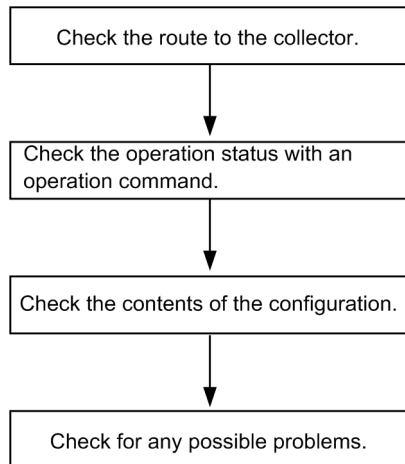 Check the route to the collector.
Check the operation status with an
operation command.
Check the contents of the configuration.
Check for any possible problems.